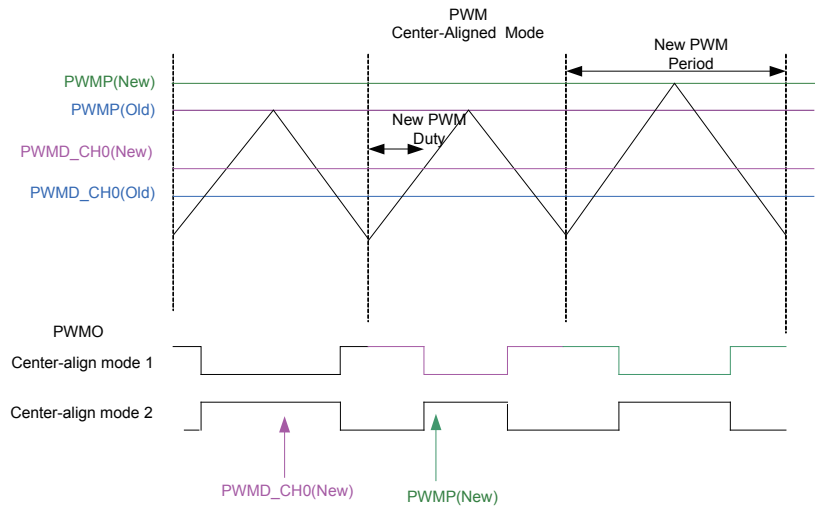 PWM
Center-Aligned Mode
New PWM
Period
PWMP(New)
PWMP(Old)
New PWM
Duty
PWMD_CH0(New)
PWMD_CH0(Old)
PWMO
Center-align mode 1
Center-align mode 2
PWMD_CH0(New)
PWMP(New)